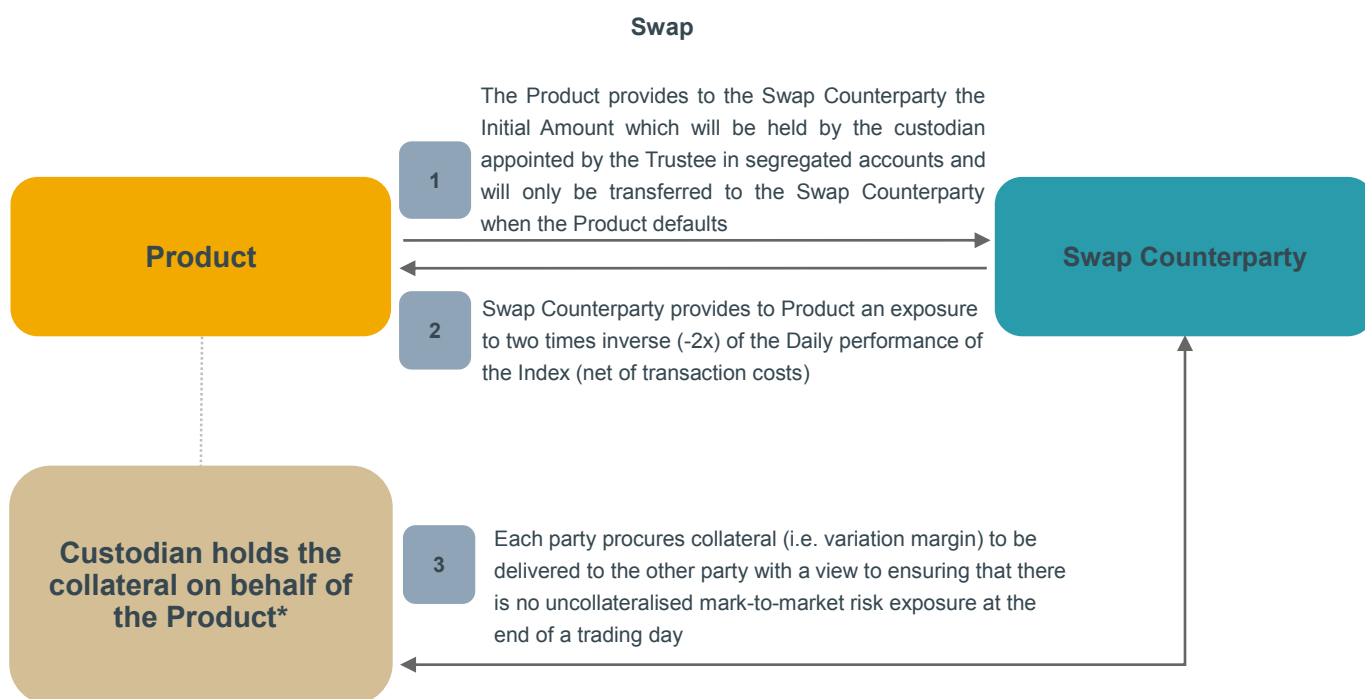 Swap
The Product provides to the Swap Counterparty the
Initial Amount which will be held by the custodian
appointed by the Trustee in segregated accounts and
will only be transferred to the Swap Counterparty
when the Product defaults
1
Product
Swap Counterparty
2
Swap Counterparty provides to Product an exposure
to two times inverse (-2x) of the Daily performance of
the Index (net of transaction costs)
Custodian holds the
collateral on behalf of
the Product*
3
Each party procures collateral (i.e. variation margin) to be
delivered to the other party with a view to ensuring that there
is no uncollateralised mark-to-market risk exposure at the
end of a trading day